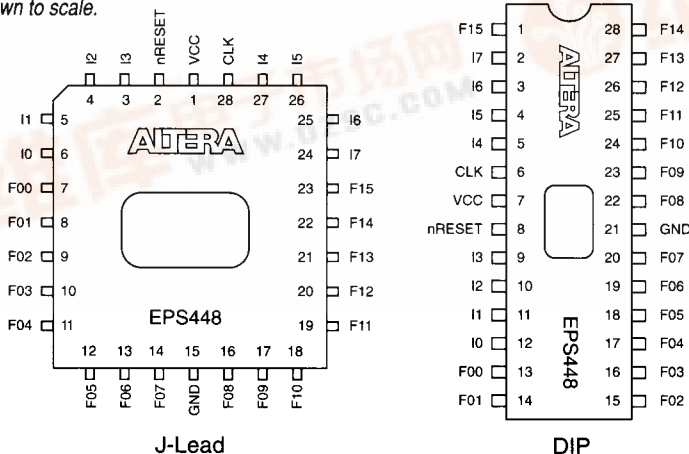 wn to scale.
I2 I3 nRESET VCC CLK I4 I5
4 3 2 1 28 27 26
I1 5
I0 6
F00 7
F01 8
F02 9
F03 10
F04 11
ALTERA
EPS448
25 I6
24 I7
23 F15
22 F14
21 F13
20 F12
19 F11
12 13 14 15 16 17 18
F05 F06 F07 GND F08 F09 F10
J-Lead
F15 1
I7 2
I6 3
I5 4
I4 5
CLK 6
VCC 7
nRESET 8
I3 9
I2 10
I1 11
I0 12
F00 13
F01 14
ALTERA
EPS448
28 F14
27 F13
26 F12
25 F11
24 F10
23 F09
22 F08
21 GND
20 F07
19 F06
18 F05
17 F04
16 F03
15 F02
DIP